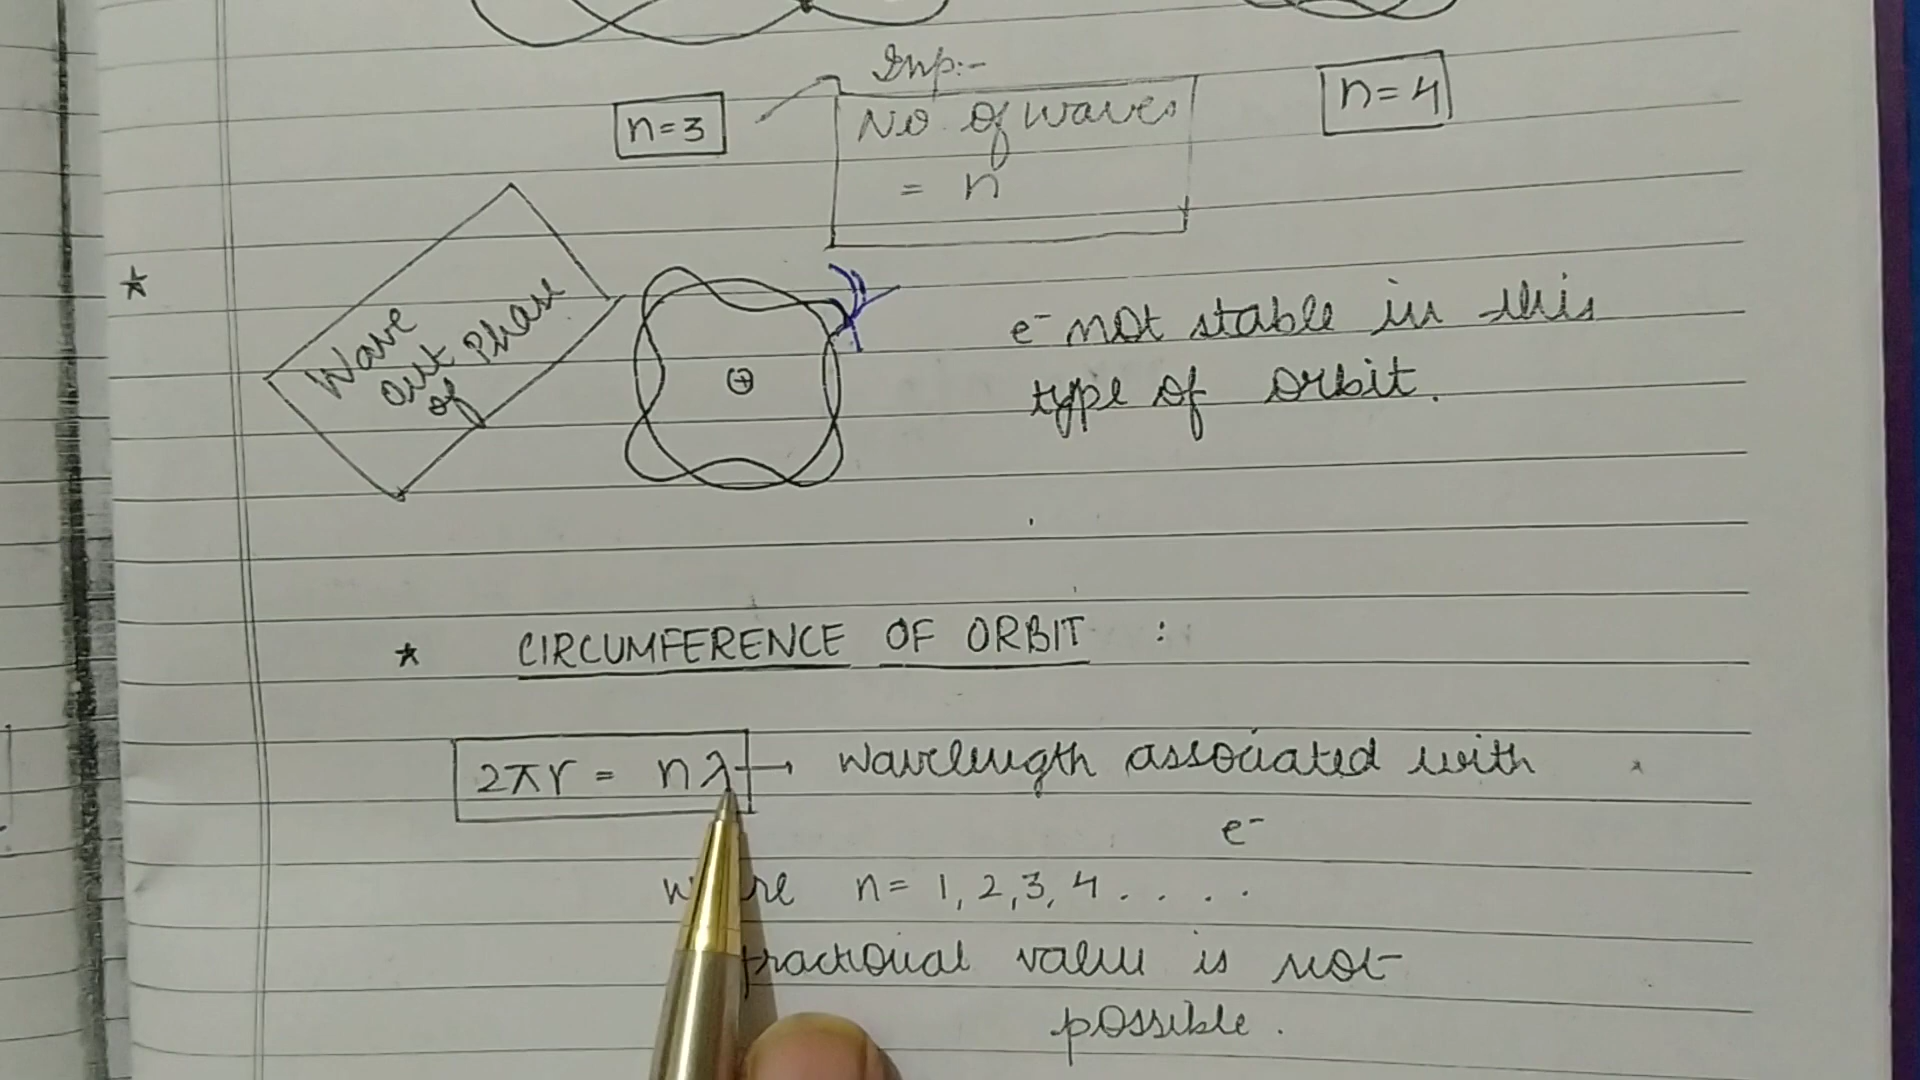 Imp:-
n=3
No of waves
= n
n=4
* Wave
out Phase
of
⊕
e⁻ not stable in this
type of orbit.
* CIRCUMFERENCE OF ORBIT :
2πr = nλ → Wavelength associated with
e⁻
n= 1, 2, 3, 4 . . . .
fractional value is not
possible.